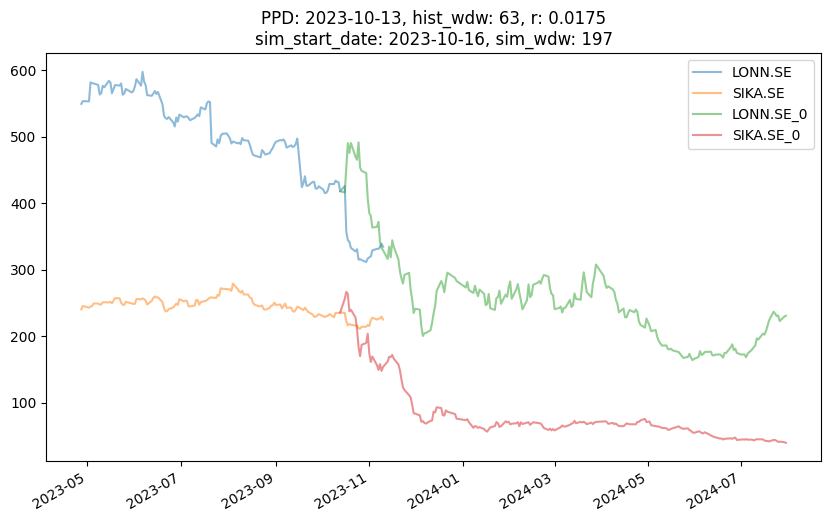 PPD: 2023-10-13, hist_wdw: 63, r: 0.0175
sim_start_date: 2023-10-16, sim_wdw: 197
LONN.SE
SIKA.SE
LONN.SE_0
SIKA.SE_0
600
500
400
300
200
100
2023-05
2023-07
2023-09
2023-11
2024-01
2024-03
2024-05
2024-07